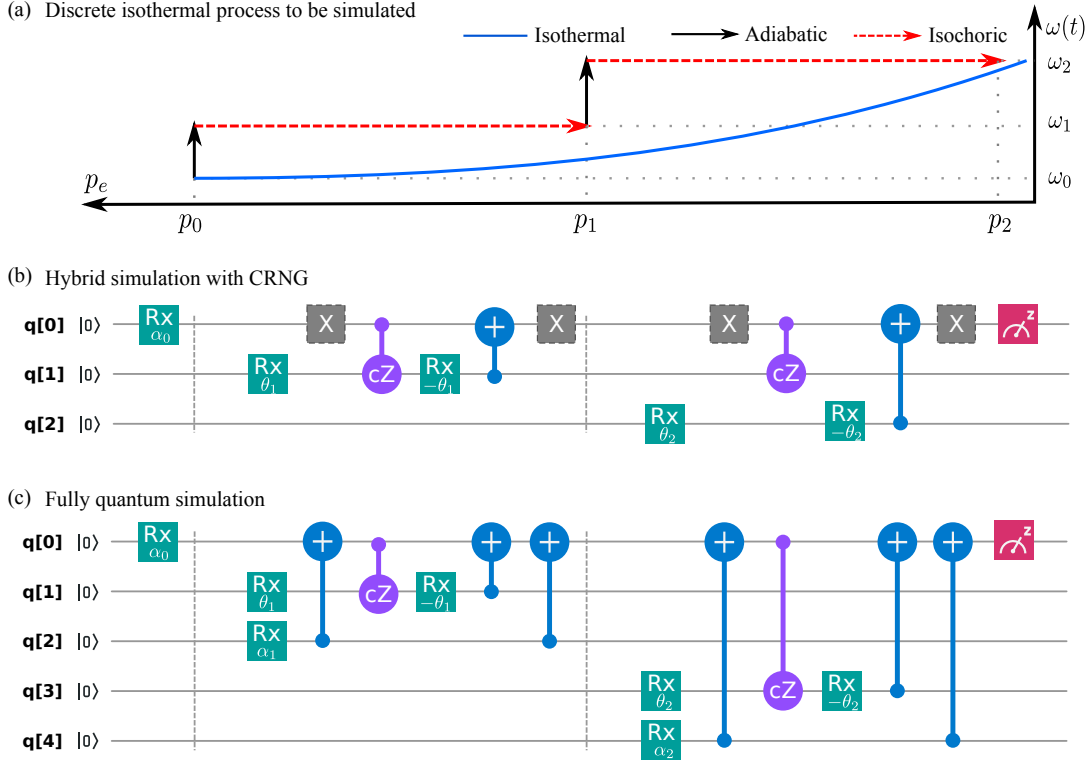 (a) Discrete isothermal process to be simulated
Isothermal Adiabatic Isochoric
ω(t)
ω₂
ω₁
ω₀
pₑ
p₀ p₁ p₂
(b) Hybrid simulation with CRNG
q[0] |0⟩ Rx α₀ X X X X z
cZ cZ
q[1] |0⟩ Rx θ₁ Rx −θ₁
q[2] |0⟩ Rx θ₂ Rx −θ₂
(c) Fully quantum simulation
q[0] |0⟩ Rx α₀ z
q[1] |0⟩ Rx θ₁ cZ Rx −θ₁
q[2] |0⟩ Rx α₁
q[3] |0⟩ Rx θ₂ cZ Rx −θ₂
q[4] |0⟩ Rx α₂